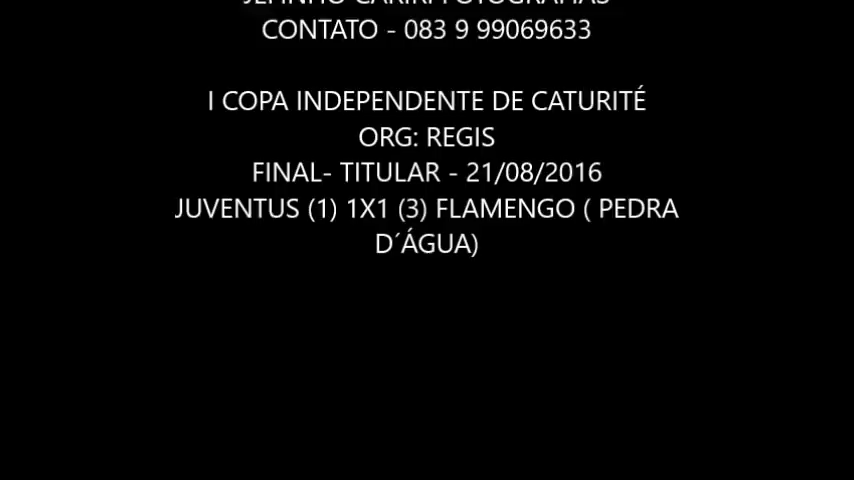 CONTATO - 083 9 99069633
I COPA INDEPENDENTE DE CATURITÉ
ORG: REGIS
FINAL- TITULAR - 21/08/2016
JUVENTUS (1) 1X1 (3) FLAMENGO ( PEDRA
D´ÁGUA)